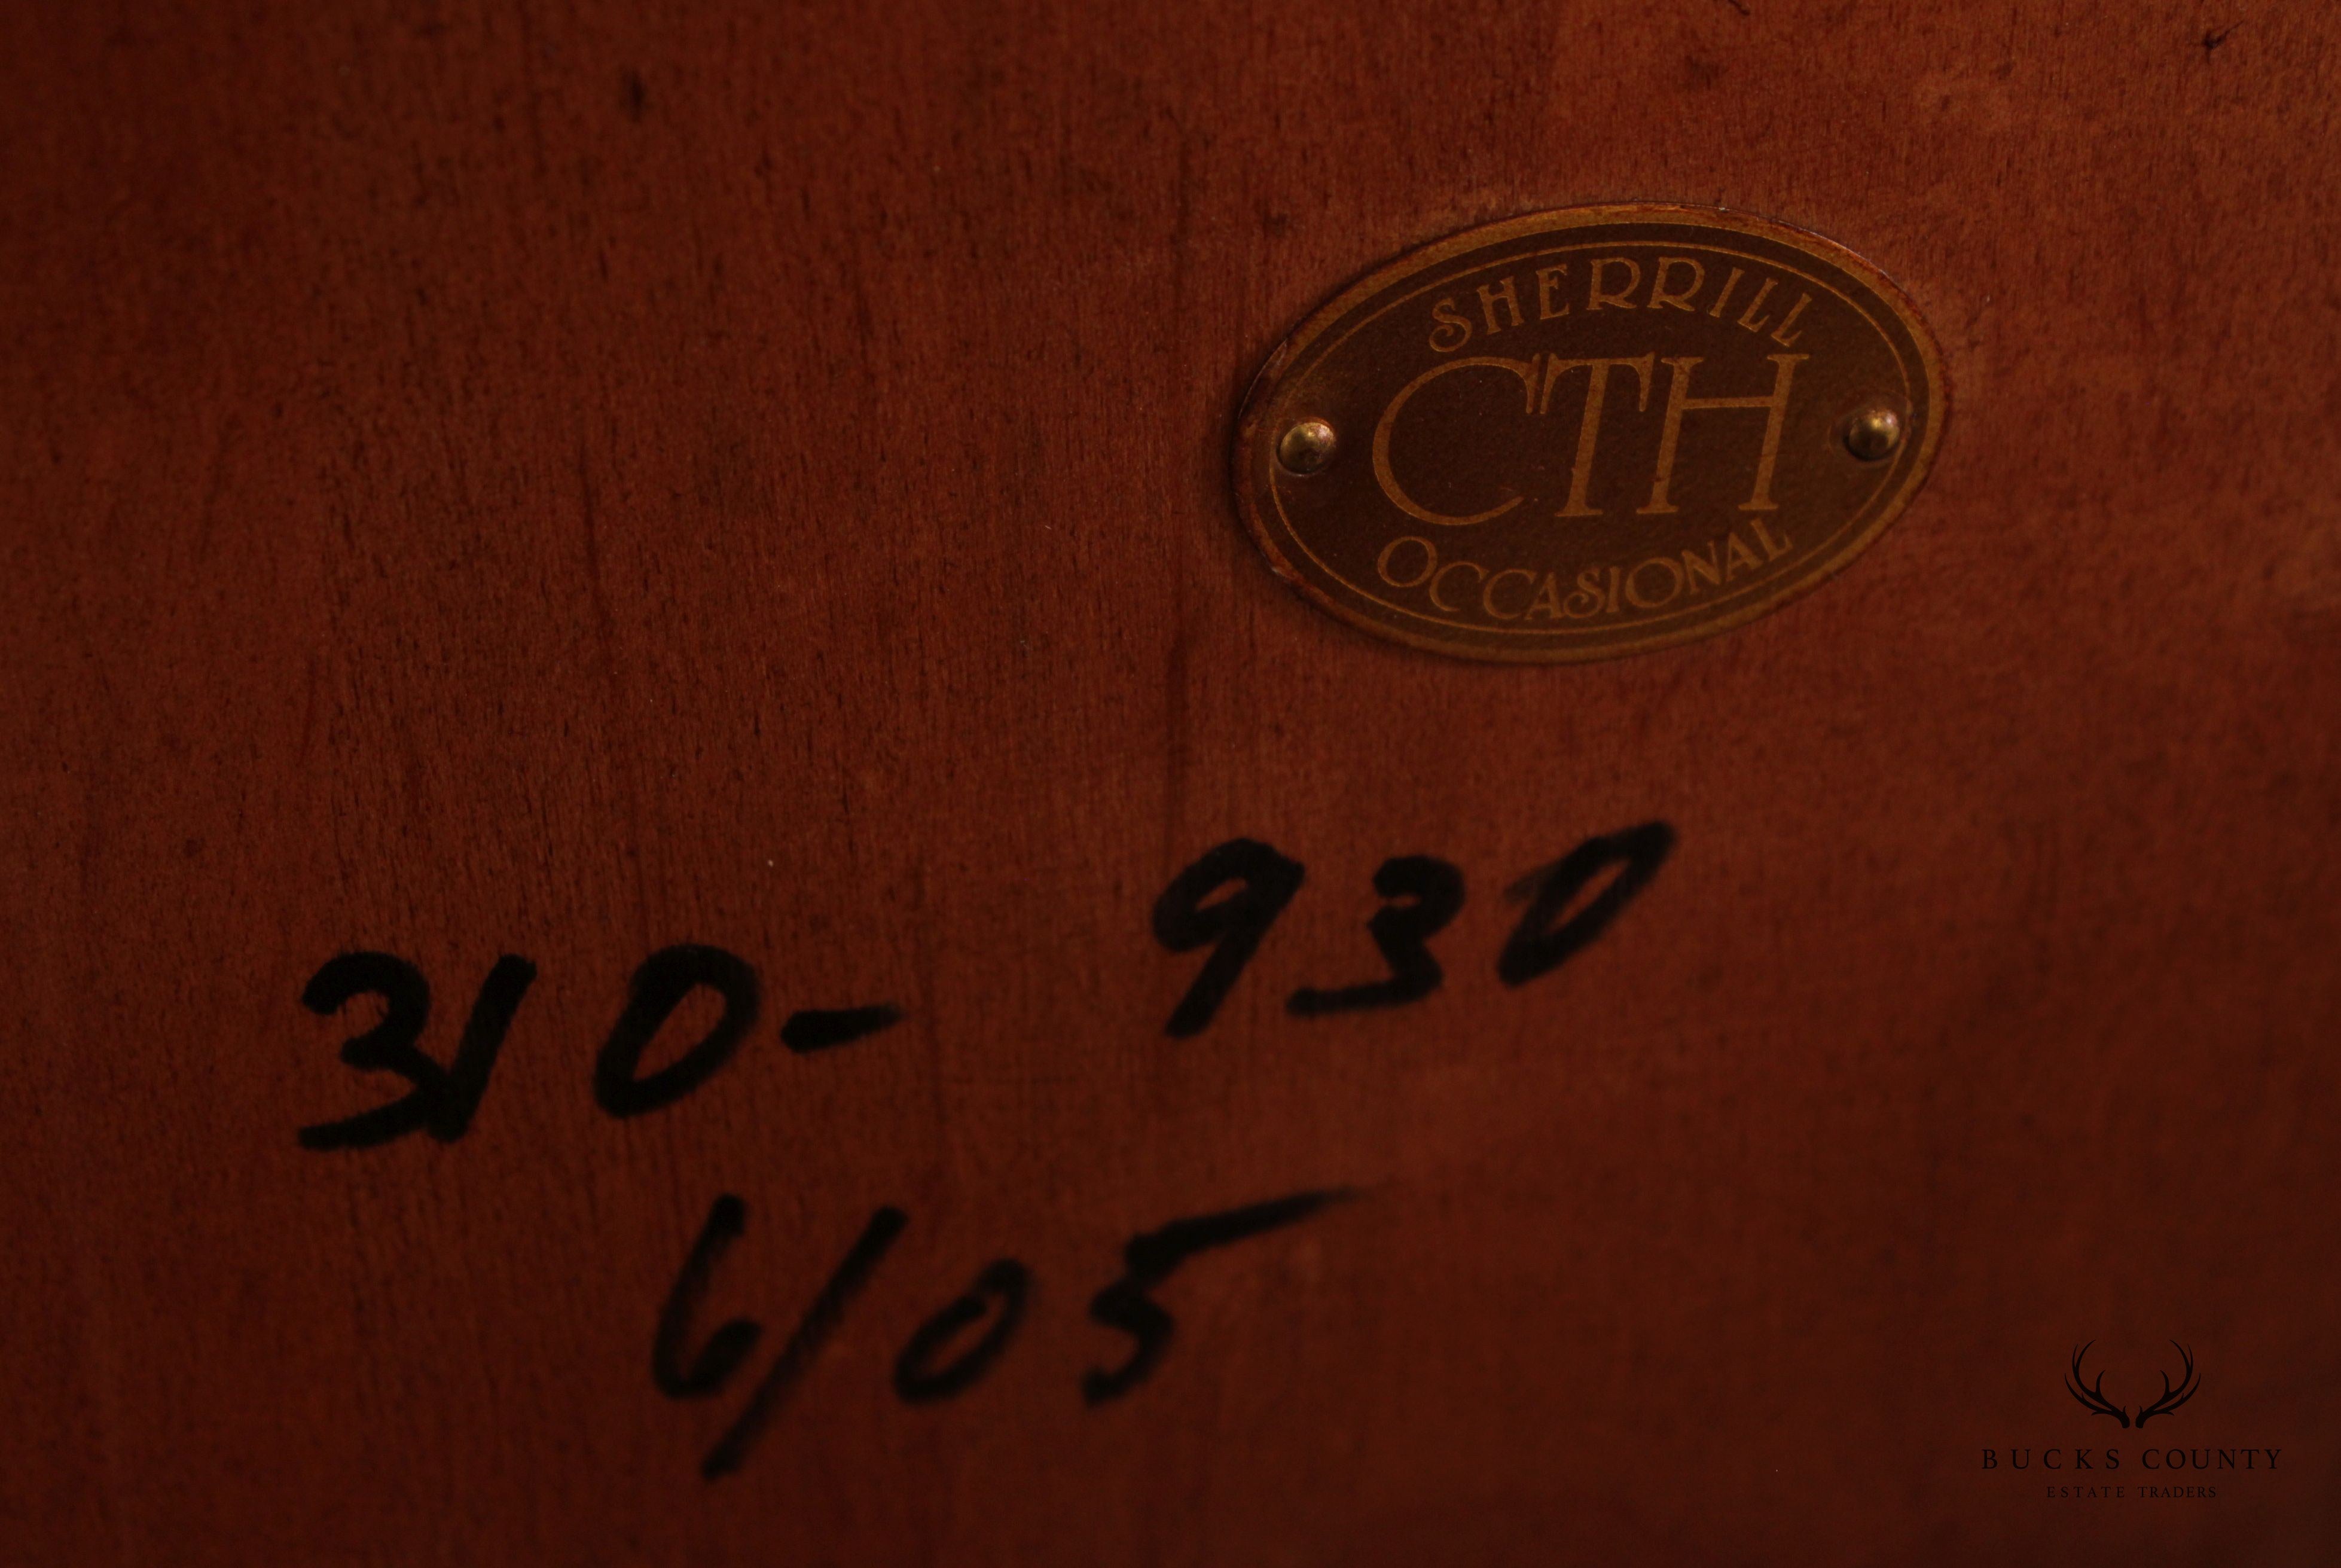 SHERRILL
CTH
OCCASIONAL
310- 930
6/05
BUCKS COUNTY
ESTATE TRADERS